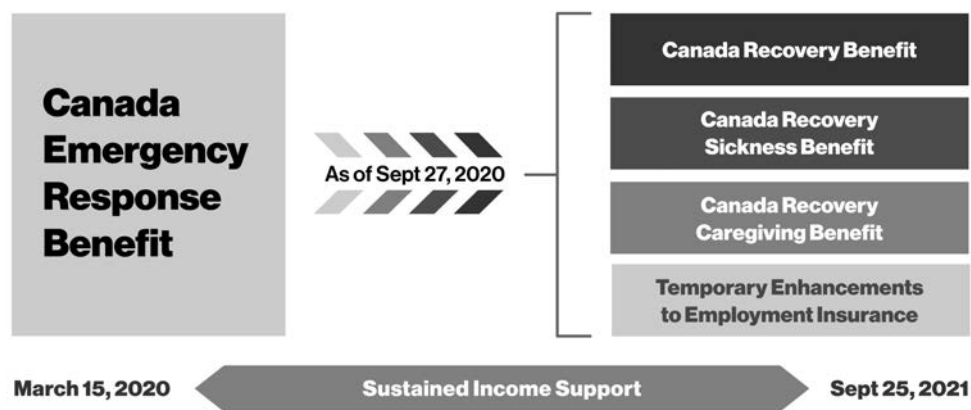 Canada
Emergency
Response
Benefit
As of Sept 27, 2020
Canada Recovery Benefit
Canada Recovery
Sickness Benefit
Canada Recovery
Caregiving Benefit
Temporary Enhancements
to Employment Insurance
March 15, 2020
Sustained Income Support
Sept 25, 2021